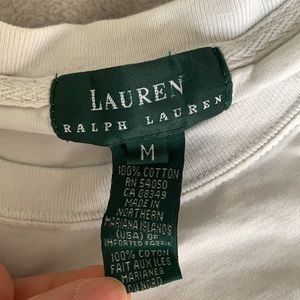 LAUREN
RALPH LAUREN
M
100% COTTON
RN 54050
CA 08349
MADE IN
NORTHERN
MARIANA ISLANDS
(USA) OF
IMPORTED FABRIC
100% COTON
FAIT AUX ILES
MARIANES